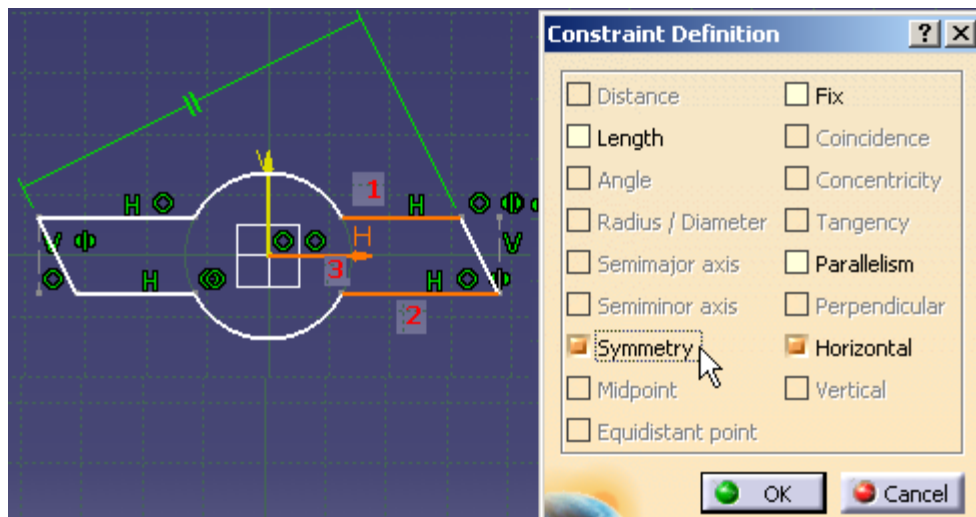 Constraint Definition
Distance
Fix
Length
Coincidence
Angle
Concentricity
Radius / Diameter
Tangency
Semimajor axis
Parallelism
Semiminor axis
Perpendicular
Symmetry
Horizontal
Midpoint
Vertical
Equidistant point
OK
Cancel
V
1
H
H
V
H
V
3
H
H
2